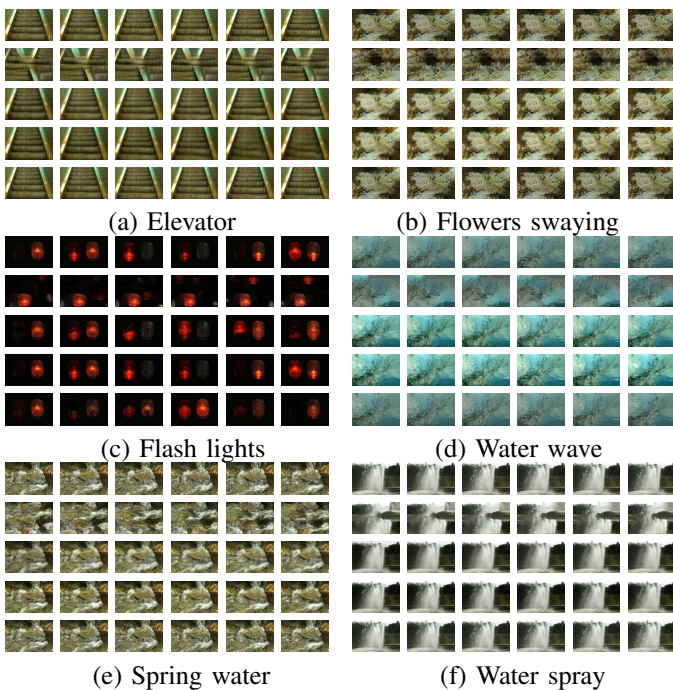 (a) Elevator
(b) Flowers swaying
(c) Flash lights
(d) Water wave
(e) Spring water
(f) Water spray